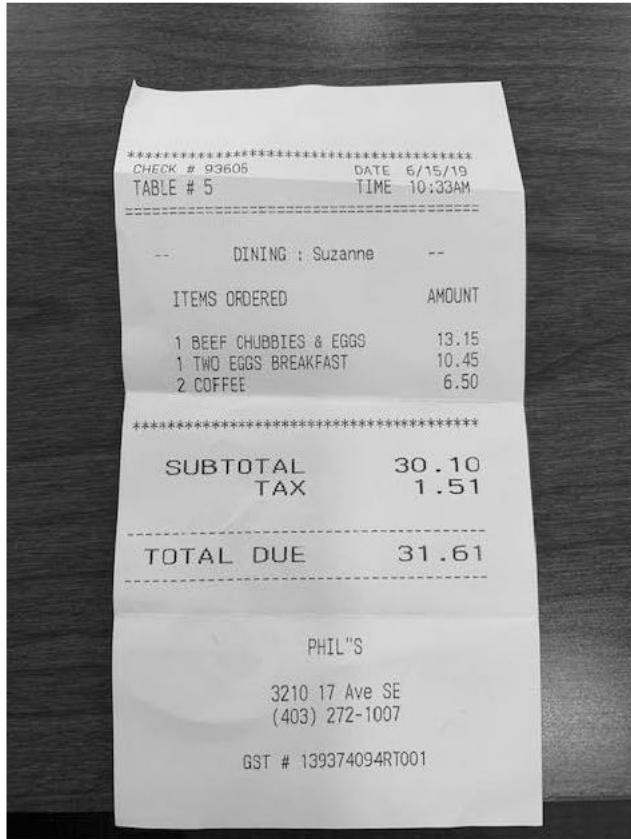 ****************************************
CHECK # 93606 DATE 6/15/19
TABLE # 5 TIME 10:33AM
========================================
-- DINING : Suzanne --
ITEMS ORDERED AMOUNT
1 BEEF CHUBBIES & EGGS 13.15
1 TWO EGGS BREAKFAST 10.45
2 COFFEE 6.50
****************************************
SUBTOTAL 30.10
TAX 1.51
----------------------------------------
TOTAL DUE 31.61
----------------------------------------
PHIL"S
3210 17 Ave SE
(403) 272-1007
GST # 139374094RT001